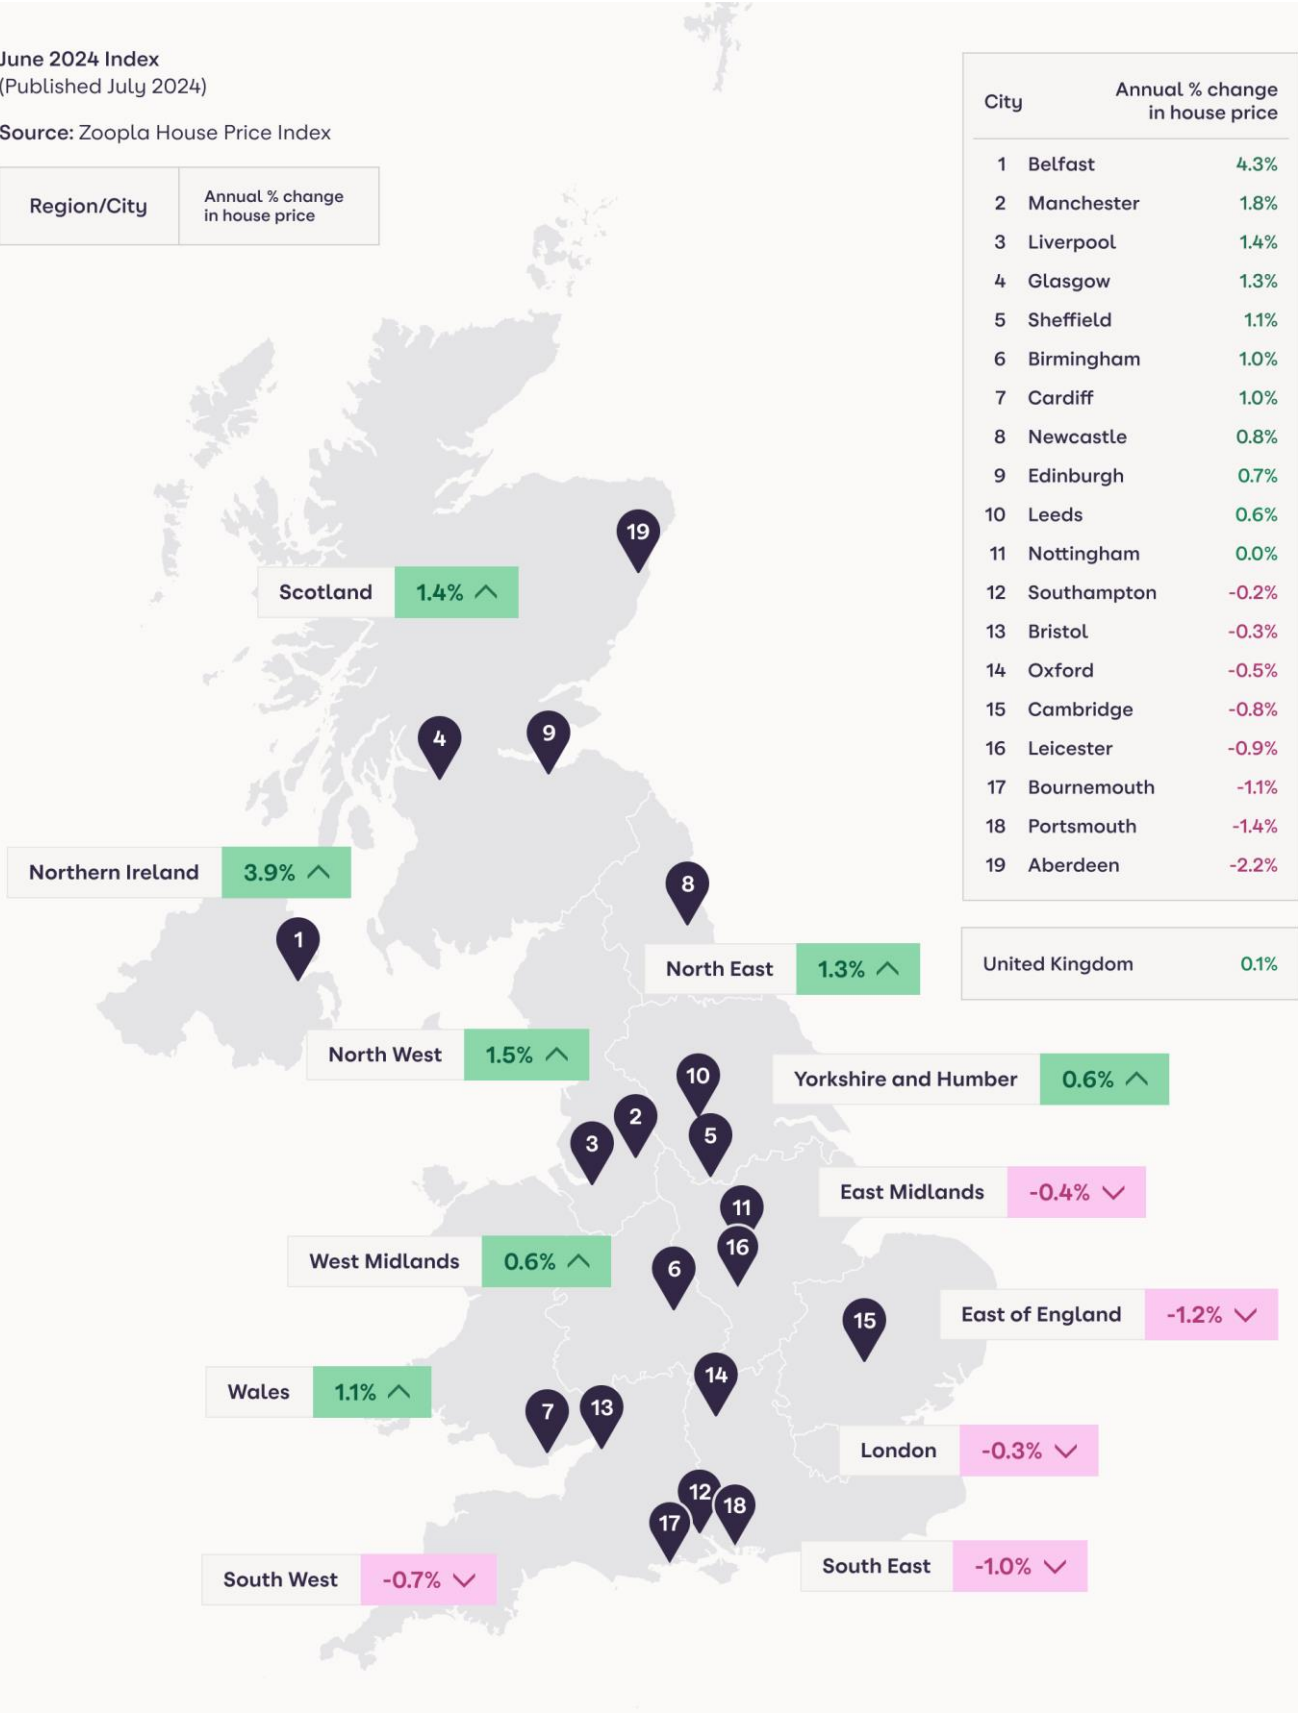 June 2024 Index
(Published July 2024)
Source: Zoopla House Price Index
Region/City
Annual % change
in house price
City
Annual % change
in house price
1 Belfast 4.3%
2 Manchester 1.8%
3 Liverpool 1.4%
4 Glasgow 1.3%
5 Sheffield 1.1%
6 Birmingham 1.0%
7 Cardiff 1.0%
8 Newcastle 0.8%
9 Edinburgh 0.7%
10 Leeds 0.6%
11 Nottingham 0.0%
12 Southampton -0.2%
13 Bristol -0.3%
14 Oxford -0.5%
15 Cambridge -0.8%
16 Leicester -0.9%
17 Bournemouth -1.1%
18 Portsmouth -1.4%
19 Aberdeen -2.2%
United Kingdom 0.1%
19
Scotland 1.4%
4
9
Northern Ireland 3.9%
8
1
North East 1.3%
North West 1.5%
10
Yorkshire and Humber 0.6%
2
3
5
East Midlands -0.4%
11
16
West Midlands 0.6%
6
East of England -1.2%
15
14
Wales 1.1%
7
13
London -0.3%
12
18
17
South East -1.0%
South West -0.7%